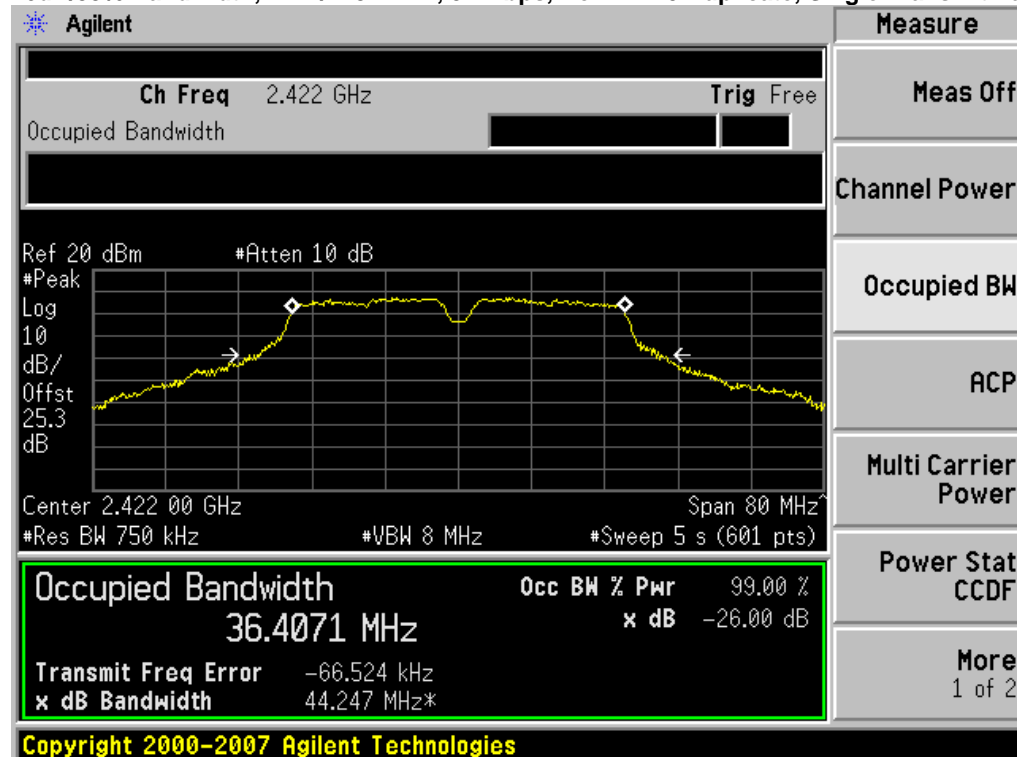 Agilent
Measure
Ch Freq 2.422 GHz Trig Free
Occupied Bandwidth
Meas Off
Channel Power
Occupied BW
ACP
Multi Carrier
Power
Power Stat
CCDF
More
1 of 2
Ref 20 dBm #Atten 10 dB
#Peak
Log
10
dB/
Offst
25.3
dB
Center 2.422 00 GHz Span 80 MHz^
#Res BW 750 kHz #VBW 8 MHz #Sweep 5 s (601 pts)
Occupied Bandwidth Occ BW % Pwr 99.00 %
36.4071 MHz x dB -26.00 dB
Transmit Freq Error -66.524 kHz
x dB Bandwidth 44.247 MHz*
Copyright 2000-2007 Agilent Technologies